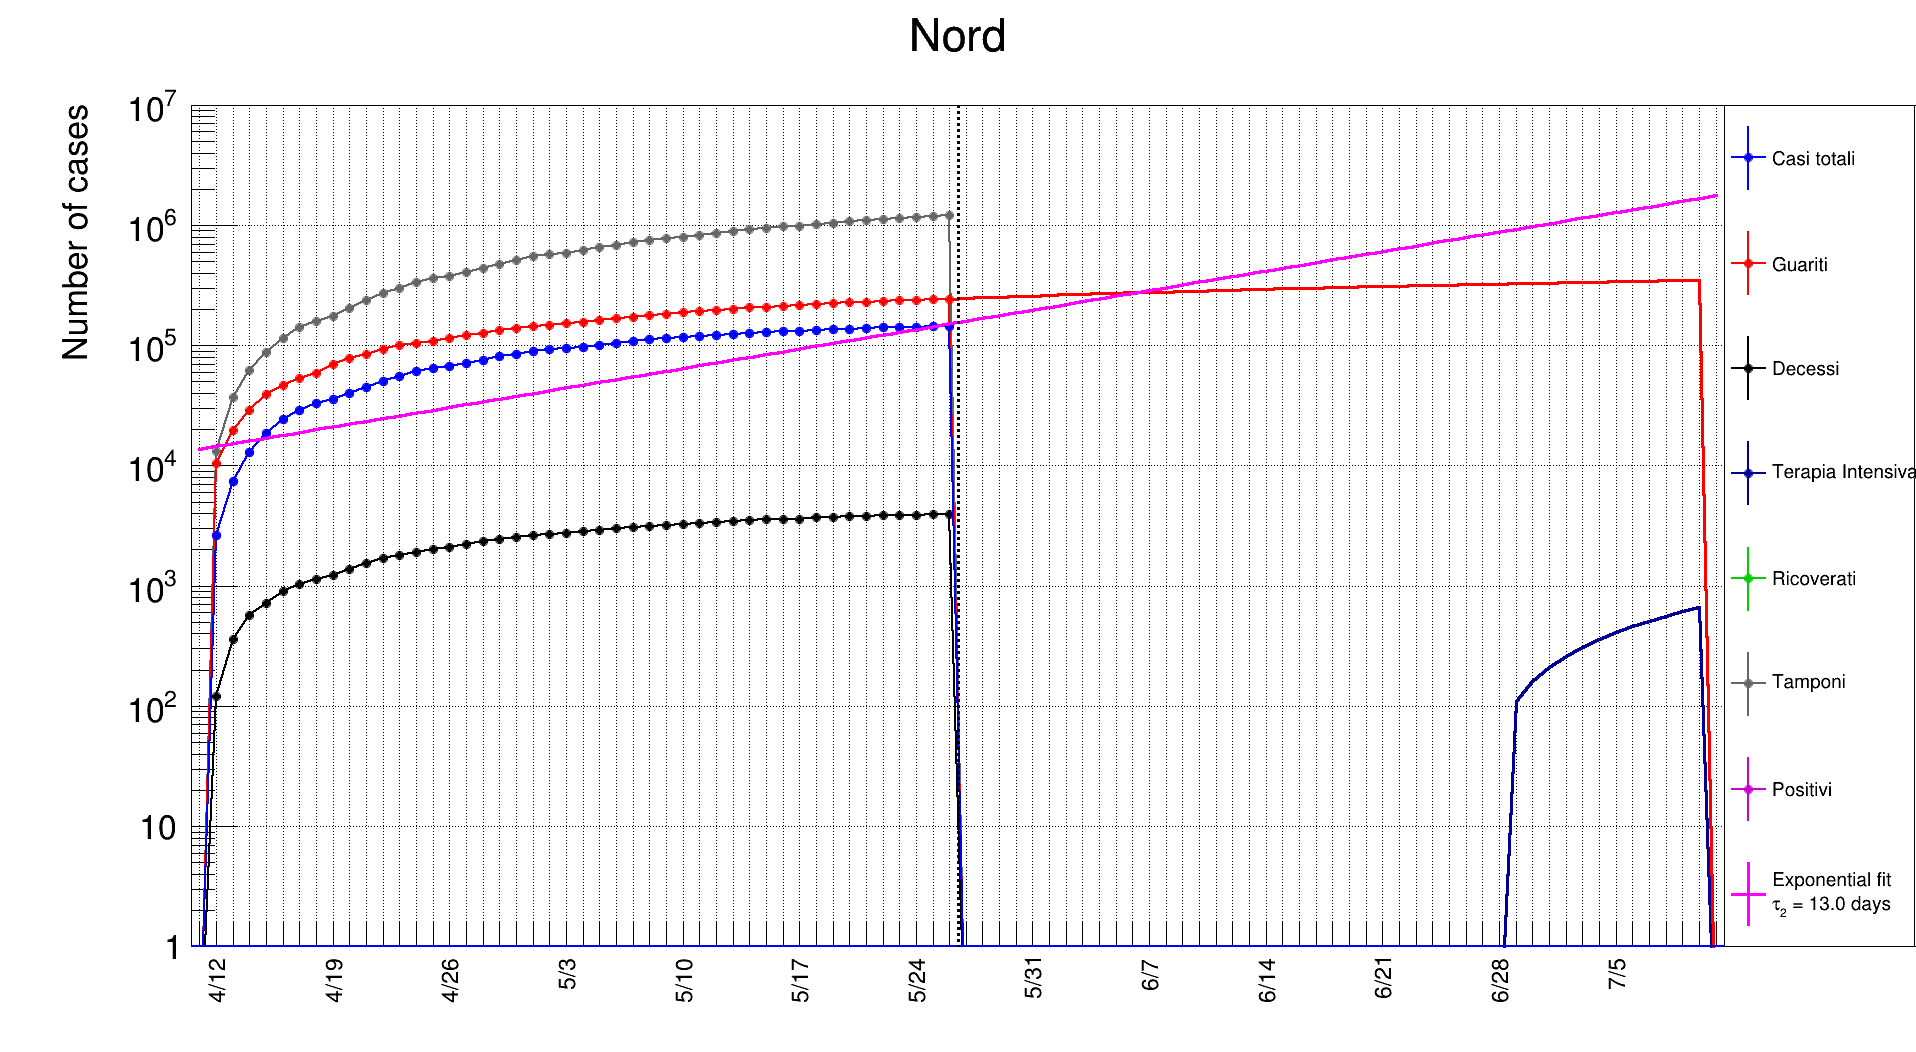 Nord
Number of cases
10^7
10^6
10^5
10^4
10^3
10^2
10
1
4/12
4/19
4/26
5/3
5/10
5/17
5/24
5/31
6/7
6/14
6/21
6/28
7/5
Casi totali
Guariti
Decessi
Terapia Intensiva
Ricoverati
Tamponi
Positivi
Exponential fit
τ₂ = 13.0 days